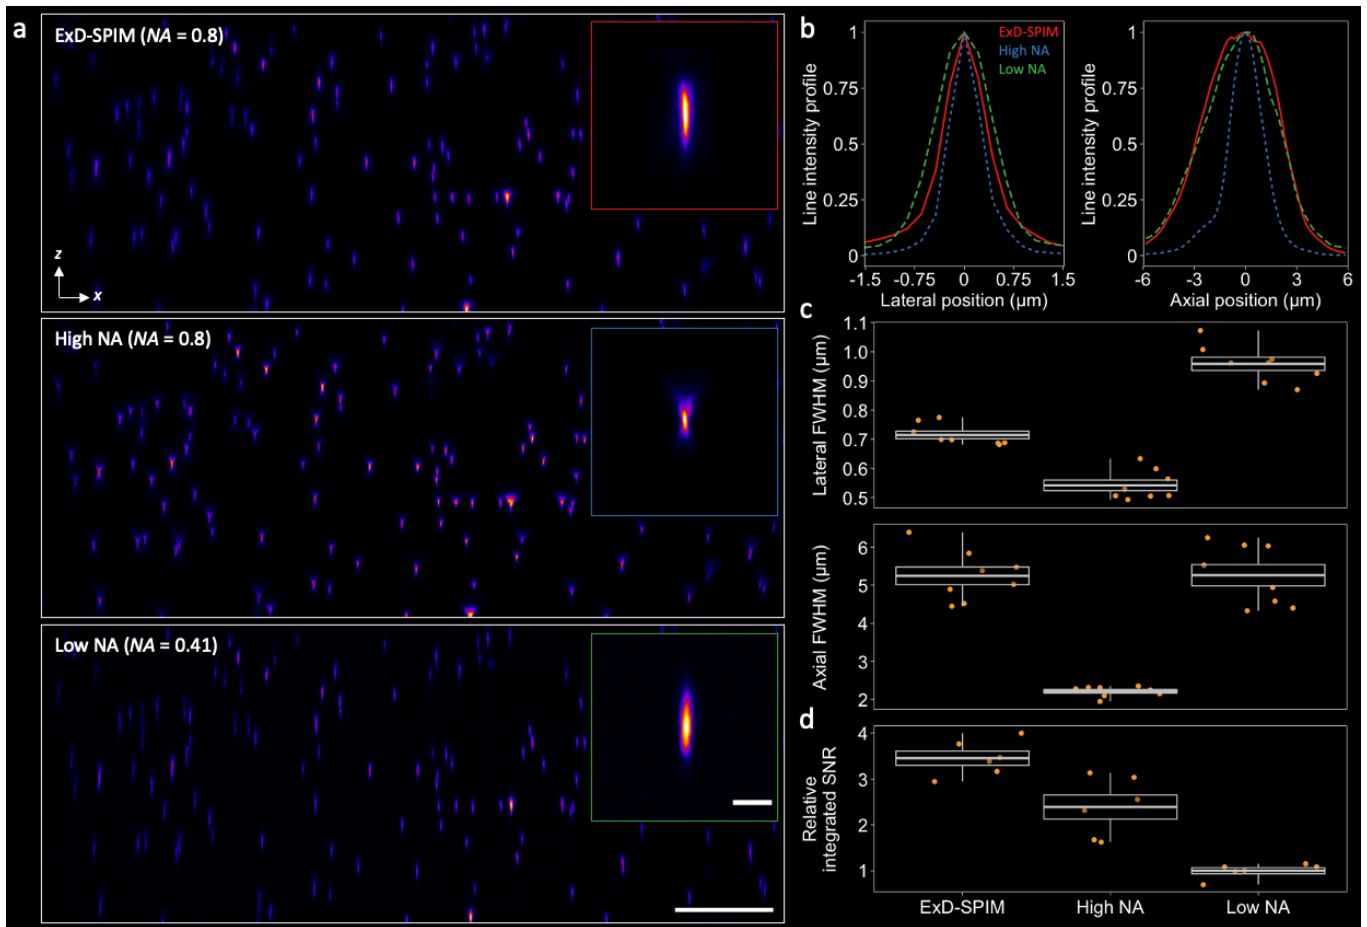 a
ExD-SPIM (NA = 0.8)
z
x
High NA (NA = 0.8)
Low NA (NA = 0.41)
b
Line intensity profile
1
0.75
0.5
0.25
0
-1.5
-0.75
0
0.75
1.5
Lateral position (µm)
ExD-SPIM
High NA
Low NA
Line intensity profile
1
0.75
0.5
0.25
0
-6
-3
0
3
6
Axial position (µm)
c
Lateral FWHM (µm)
1.1
1.0
0.9
0.8
0.7
0.6
0.5
Axial FWHM (µm)
6
5
4
3
2
d
Relative
integrated SNR
4
3
2
1
ExD-SPIM
High NA
Low NA